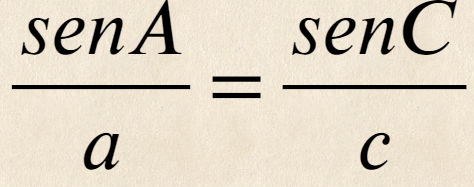 senA / a = senC / c